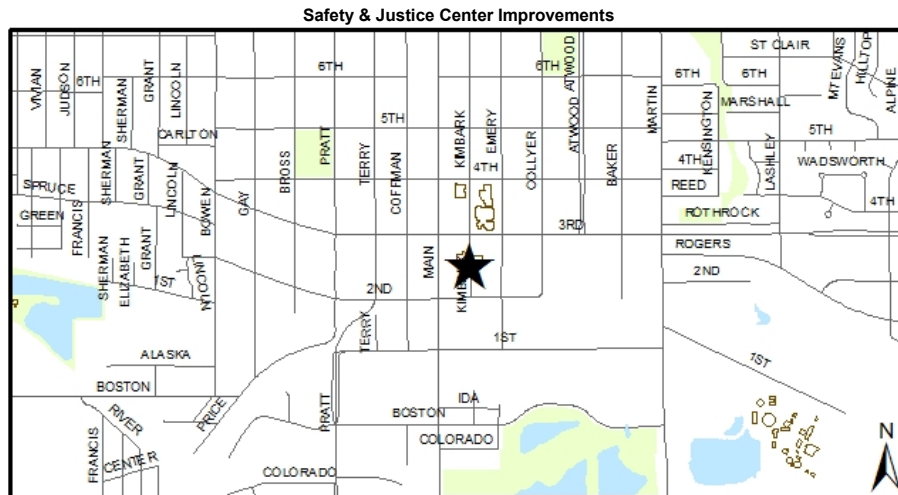 Safety & Justice Center Improvements
ST CLAIR
VIVIAN
JUDSON
6TH
SHERMAN
GRANT
LINCOLN
6TH
6TH
ATWOOD
6TH
6TH
MT EVANS
HILLTOP
ALPINE
CARLTON
5TH
KIMBARK
EMERY
ATWOOD
MARTIN
KENSINGTON
MARSHALL
5TH
SHERMAN
GRANT
LINCOLN
BOWEN
GAY
BROSS
PRATT
TERRY
COFFMAN
4TH
COLLYER
BAKER
4TH
LASHLEY
WADSWORTH
SPRUCE
REED
4TH
GREEN
FRANCIS
3RD
ROTHROCK
SHERMAN
ELIZABETH
GRANT
1ST
LINCOLN
MAIN
ROGERS
2ND
2ND
TERRY
1ST
1ST
ALASKA
BOSTON
IDA
RIVER
PRICE
PRATT
BOSTON
FRANCIS
CENTER
COLORADO
COLORADO
N